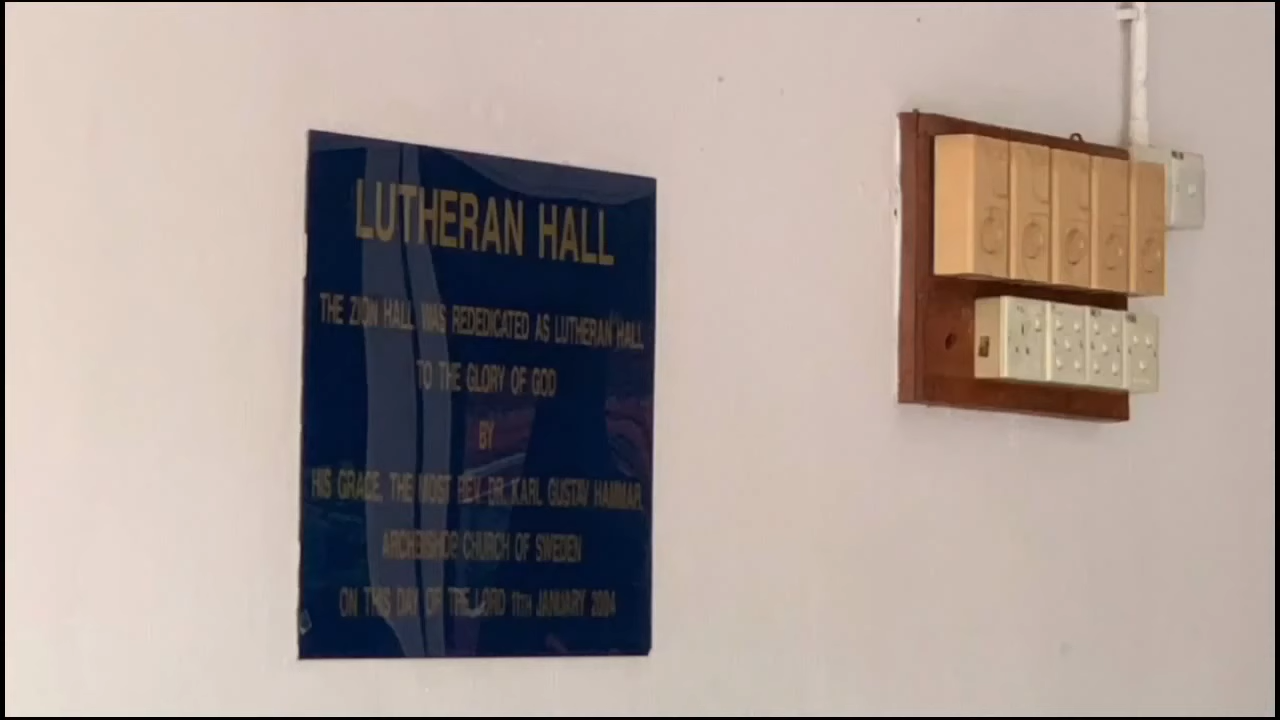 LUTHERAN HALL
THE ZION HALL WAS REDEDICATED AS LUTHERAN HALL
TO THE GLORY OF GOD
BY
HIS GRACE, THE MOST REV. DR. KARL GUSTAV HAMMAR,
ARCHBISHOP CHURCH OF SWEDEN
ON THIS DAY OF THE LORD 11TH JANUARY 2004